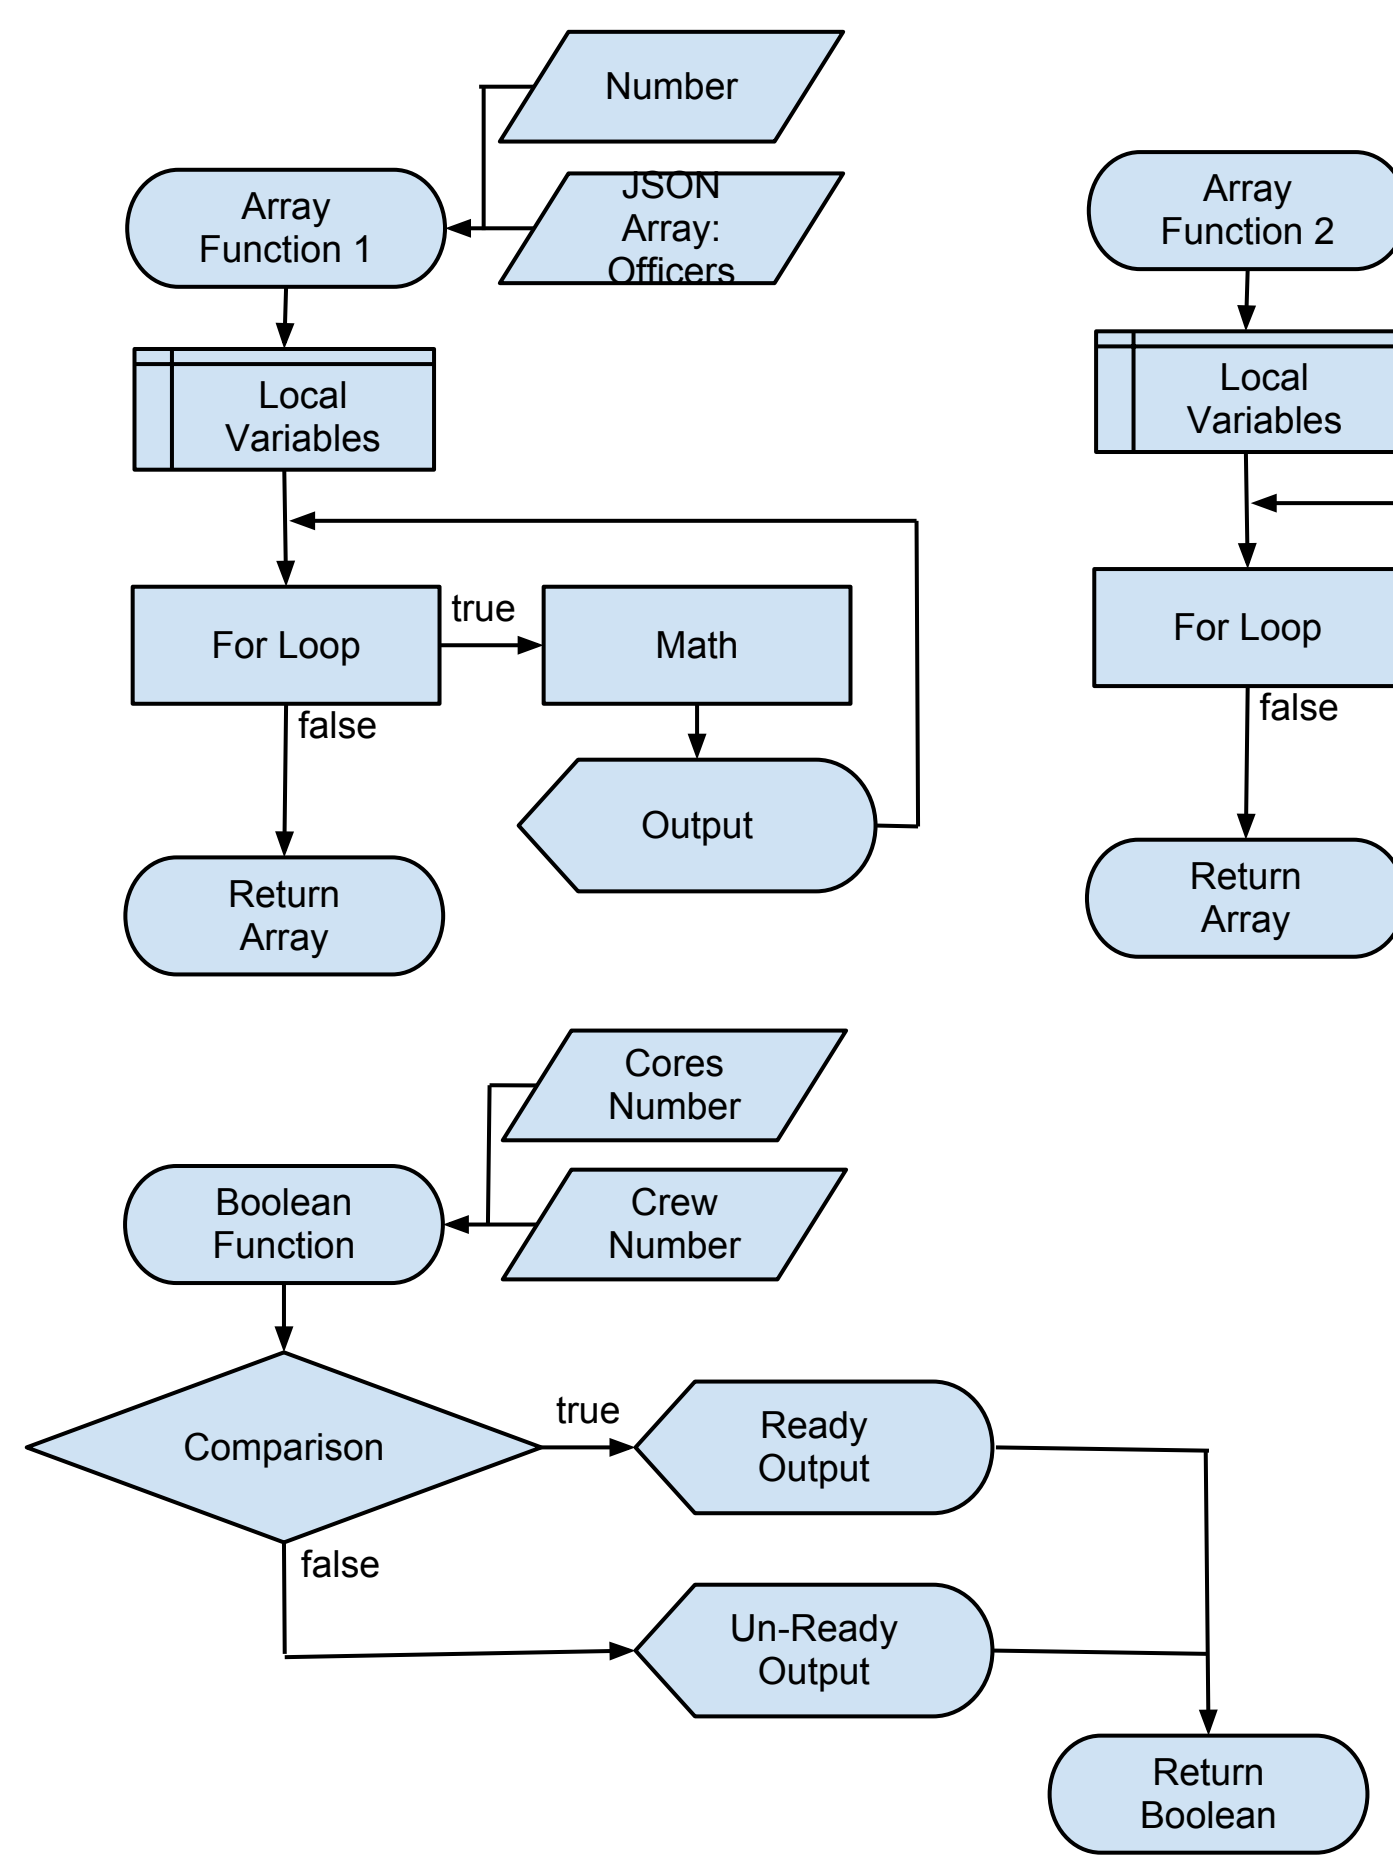 Number
JSON
Array:
Officers
Array
Function 1
Local
Variables
For Loop
true
Math
false
Output
Return
Array
Array
Function 2
Local
Variables
For Loop
false
Return
Array
Cores
Number
Crew
Number
Boolean
Function
Comparison
true
Ready
Output
false
Un-Ready
Output
Return
Boolean